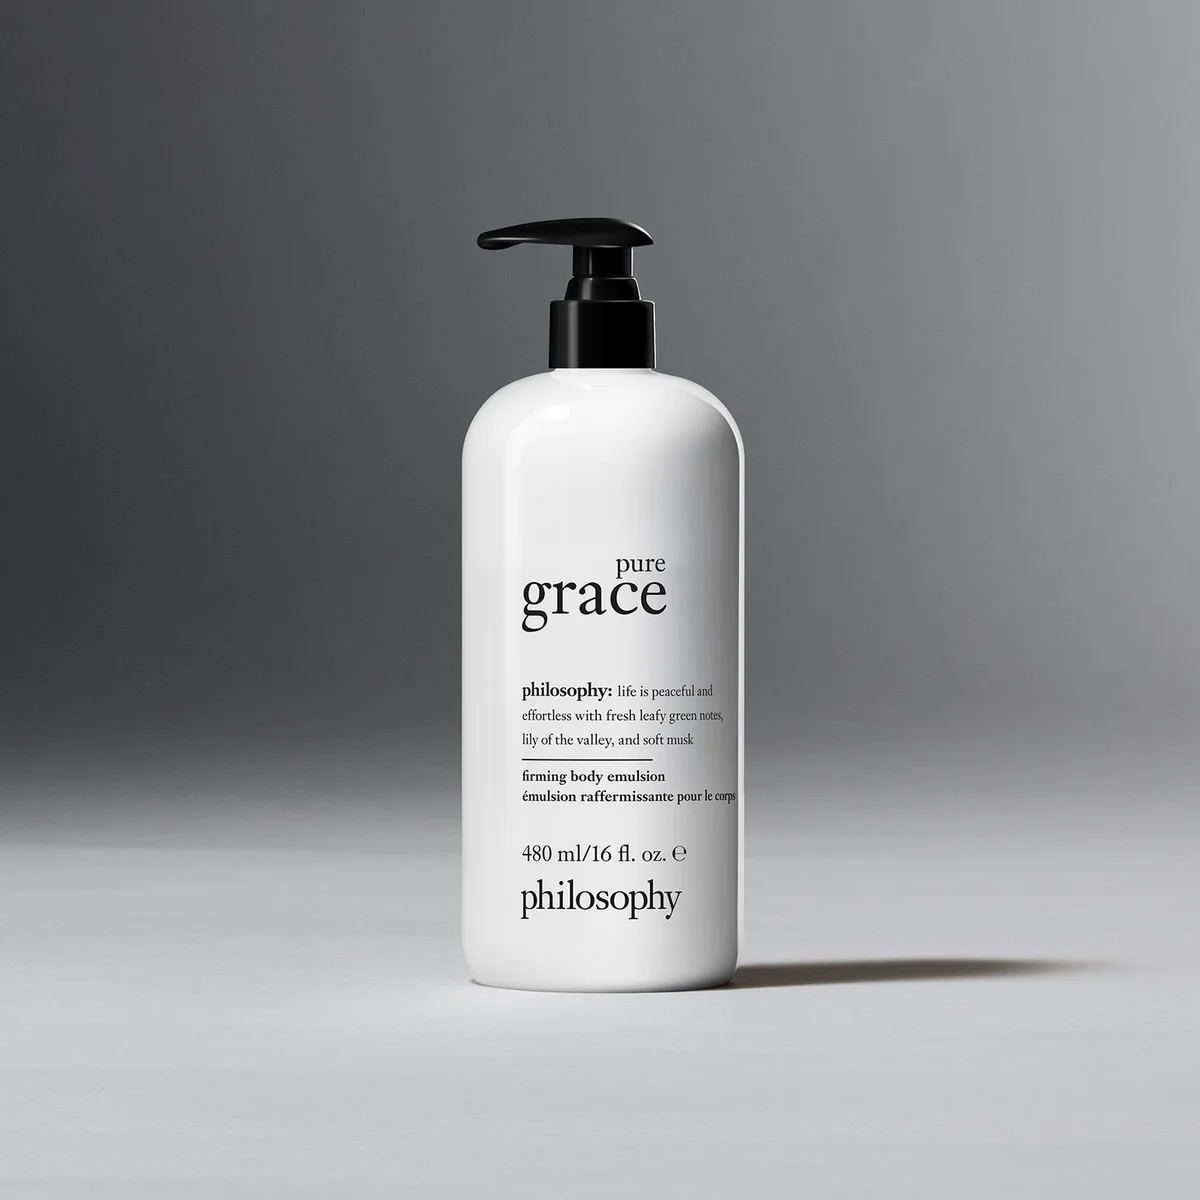 pure
grace
philosophy: life is peaceful and
effortless with fresh leafy green notes,
lily of the valley, and soft musk
firming body emulsion
émulsion raffermissante pour le corps
480 ml/16 fl. oz. ℮
philosophy